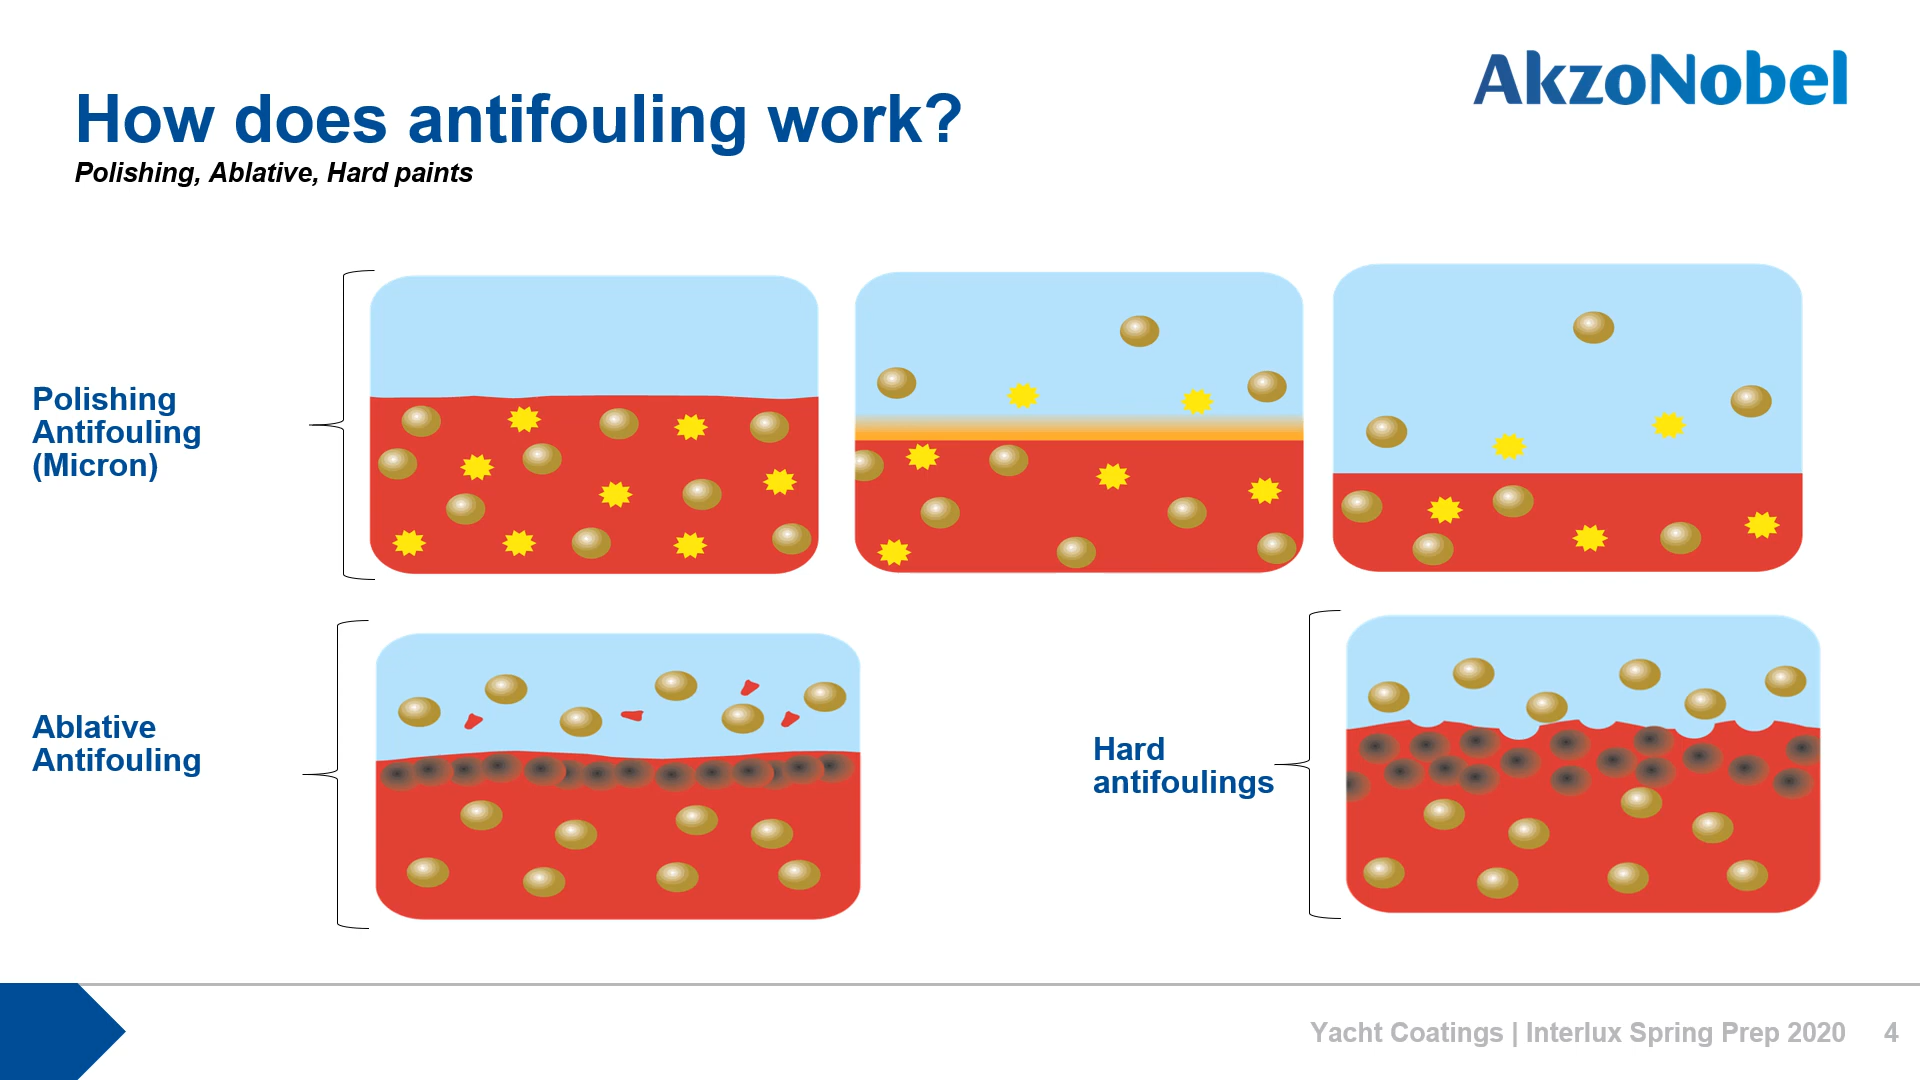 AkzoNobel
How does antifouling work?
Polishing, Ablative, Hard paints
Polishing
Antifouling
(Micron)
Ablative
Antifouling
Hard
antifoulings
Yacht Coatings | Interlux Spring Prep 2020 4